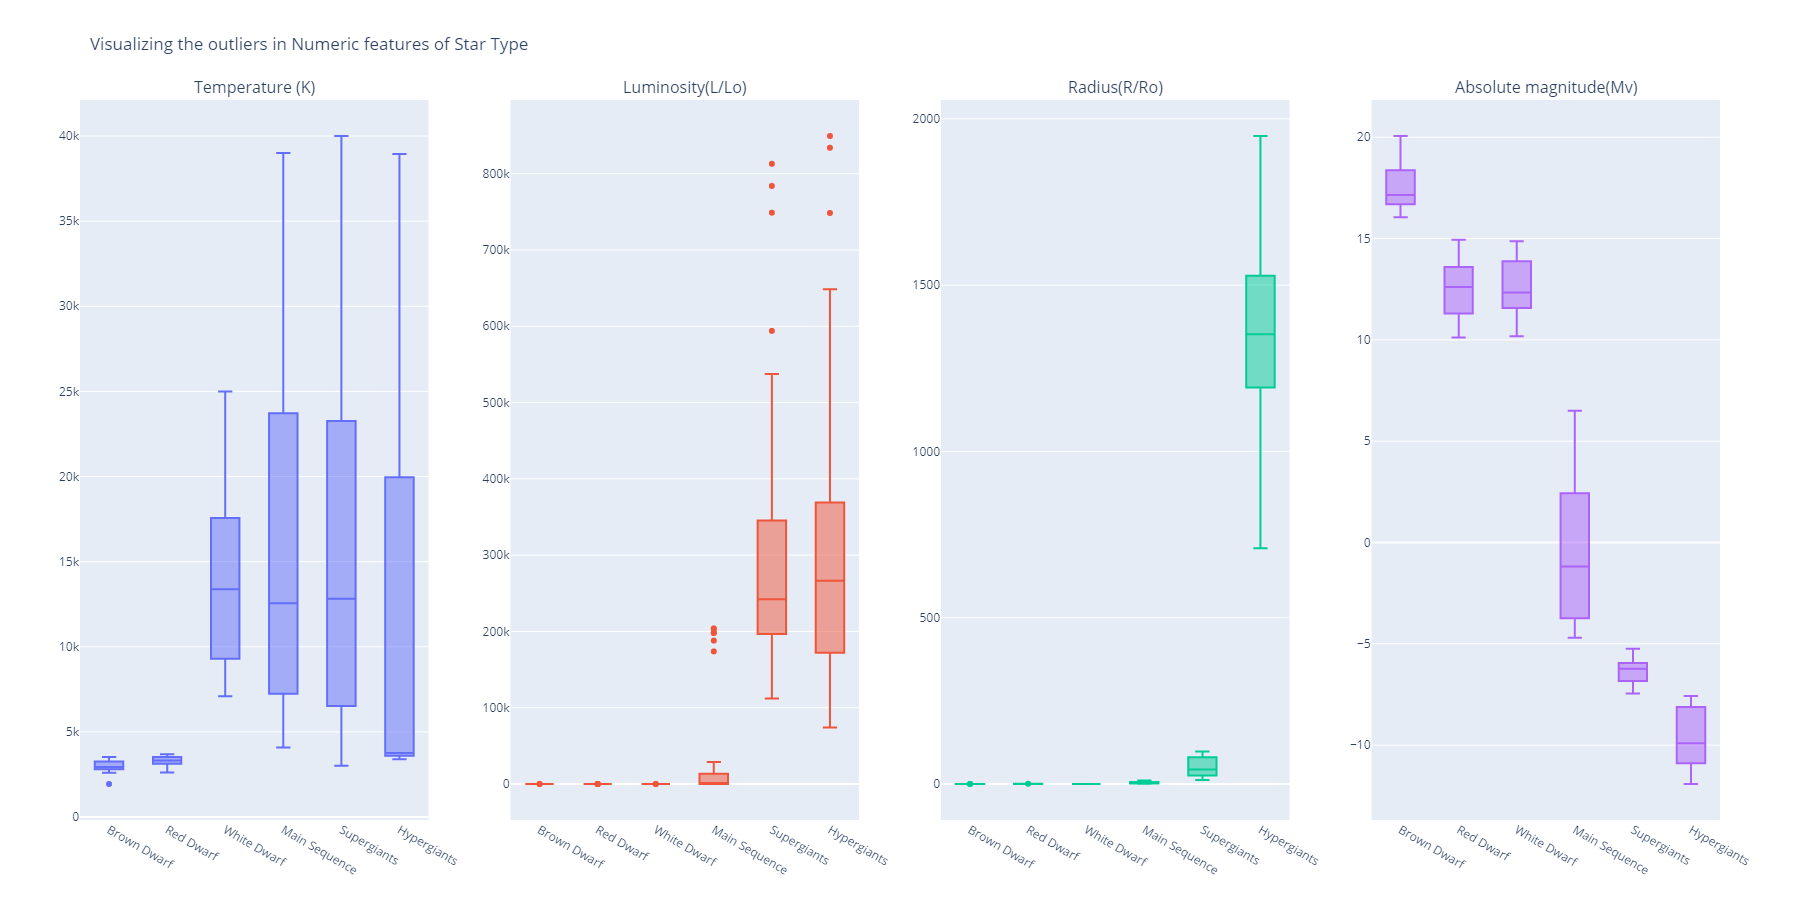 Visualizing the outliers in Numeric features of Star Type
Temperature (K)
Luminosity(L/Lo)
Radius(R/Ro)
Absolute magnitude(Mv)
40k
35k
30k
25k
20k
15k
10k
5k
0
Brown Dwarf
Red Dwarf
White Dwarf
Main Sequence
Supergiants
Hypergiants
800k
700k
600k
500k
400k
300k
200k
100k
0
Brown Dwarf
Red Dwarf
White Dwarf
Main Sequence
Supergiants
Hypergiants
2000
1500
1000
500
0
Brown Dwarf
Red Dwarf
White Dwarf
Main Sequence
Supergiants
Hypergiants
20
15
10
5
0
−5
−10
Brown Dwarf
Red Dwarf
White Dwarf
Main Sequence
Supergiants
Hypergiants